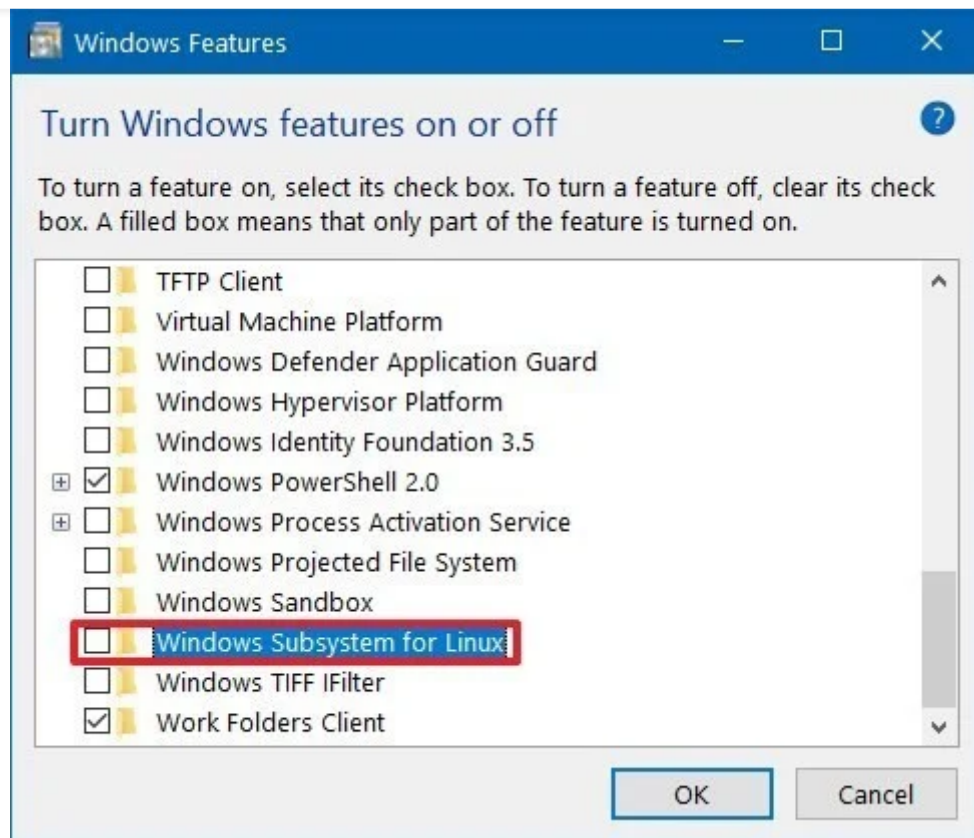 Windows Features
Turn Windows features on or off
To turn a feature on, select its check box. To turn a feature off, clear its check
box. A filled box means that only part of the feature is turned on.
TFTP Client
Virtual Machine Platform
Windows Defender Application Guard
Windows Hypervisor Platform
Windows Identity Foundation 3.5
Windows PowerShell 2.0
Windows Process Activation Service
Windows Projected File System
Windows Sandbox
Windows Subsystem for Linux
Windows TIFF IFilter
Work Folders Client
OK Cancel